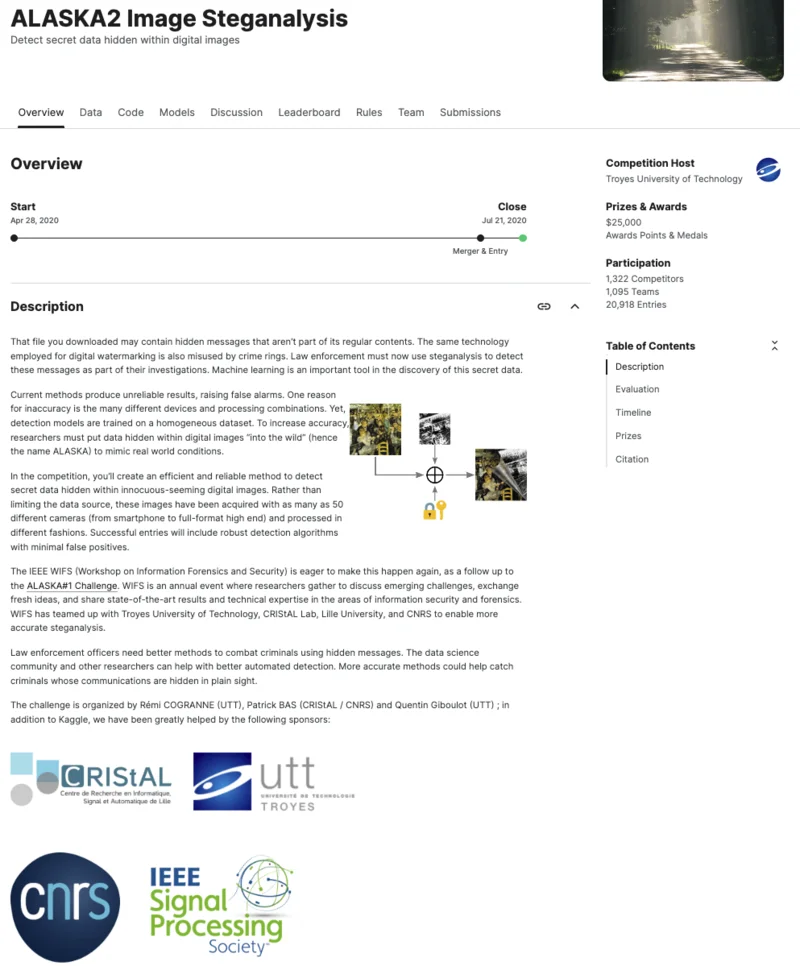 ALASKA2 Image Steganalysis
Detect secret data hidden within digital images
Overview Data Code Models Discussion Leaderboard Rules Team Submissions
Overview
Start
Apr 28, 2020
Close
Jul 21, 2020
Merger & Entry
Description
That file you downloaded may contain hidden messages that aren't part of its regular contents. The same technology
employed for digital watermarking is also misused by crime rings. Law enforcement must now use steganalysis to detect
these messages as part of their investigations. Machine learning is an important tool in the discovery of this secret data.
Current methods produce unreliable results, raising false alarms. One reason
for inaccuracy is the many different devices and processing combinations. Yet,
detection models are trained on a homogeneous dataset. To increase accuracy,
researchers must put data hidden within digital images "into the wild" (hence
the name ALASKA) to mimic real world conditions.
In the competition, you'll create an efficient and reliable method to detect
secret data hidden within innocuous-seeming digital images. Rather than
limiting the data source, these images have been acquired with as many as 50
different cameras (from smartphone to full-format high end) and processed in
different fashions. Successful entries will include robust detection algorithms
with minimal false positives.
The IEEE WIFS (Workshop on Information Forensics and Security) is eager to make this happen again, as a follow up to
the ALASKA#1 Challenge. WIFS is an annual event where researchers gather to discuss emerging challenges, exchange
fresh ideas, and share state-of-the-art results and technical expertise in the areas of information security and forensics.
WIFS has teamed up with Troyes University of Technology, CRIStAL Lab, Lille University, and CNRS to enable more
accurate steganalysis.
Law enforcement officers need better methods to combat criminals using hidden messages. The data science
community and other researchers can help with better automated detection. More accurate methods could help catch
criminals whose communications are hidden in plain sight.
The challenge is organized by Rémi COGRANNE (UTT), Patrick BAS (CRIStAL / CNRS) and Quentin Giboulot (UTT) ; in
addition to Kaggle, we have been greatly helped by the following sponsors:
CRIStAL
Centre de Recherche en Informatique,
Signal et Automatique de Lille
utt
UNIVERSITÉ DE TECHNOLOGIE
TROYES
cnrs
IEEE
Signal
Processing
Society
Competition Host
Troyes University of Technology
Prizes & Awards
$25,000
Awards Points & Medals
Participation
1,322 Competitors
1,095 Teams
20,918 Entries
Table of Contents
Description
Evaluation
Timeline
Prizes
Citation